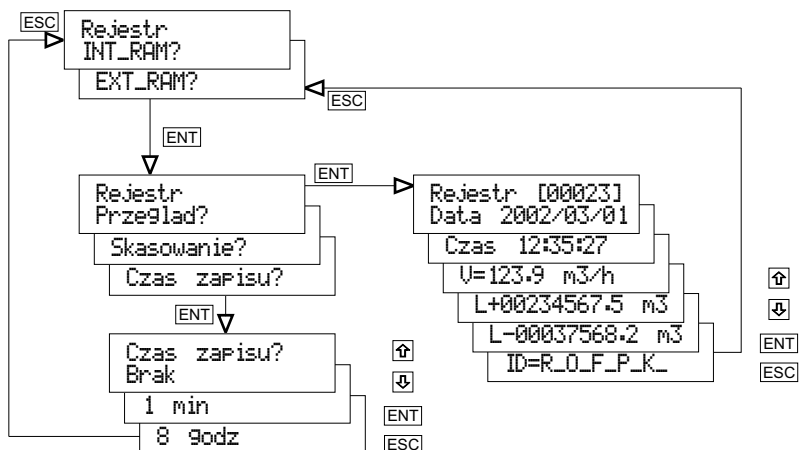 ESC
Rejestr
INT_RAM?
EXT_RAM?
ESC
ENT
ENT
Rejestr
Przeglad?
Skasowanie?
Czas zapisu?
Rejestr [00023]
Data 2002/03/01
Czas 12:35:27
V=123.9 m3/h
L+00234567.5 m3
L-00037568.2 m3
ID=R_O_F_P_K_
ENT
ESC
ENT
Czas zapisu?
Brak
1 min
8 godz
ENT
ESC